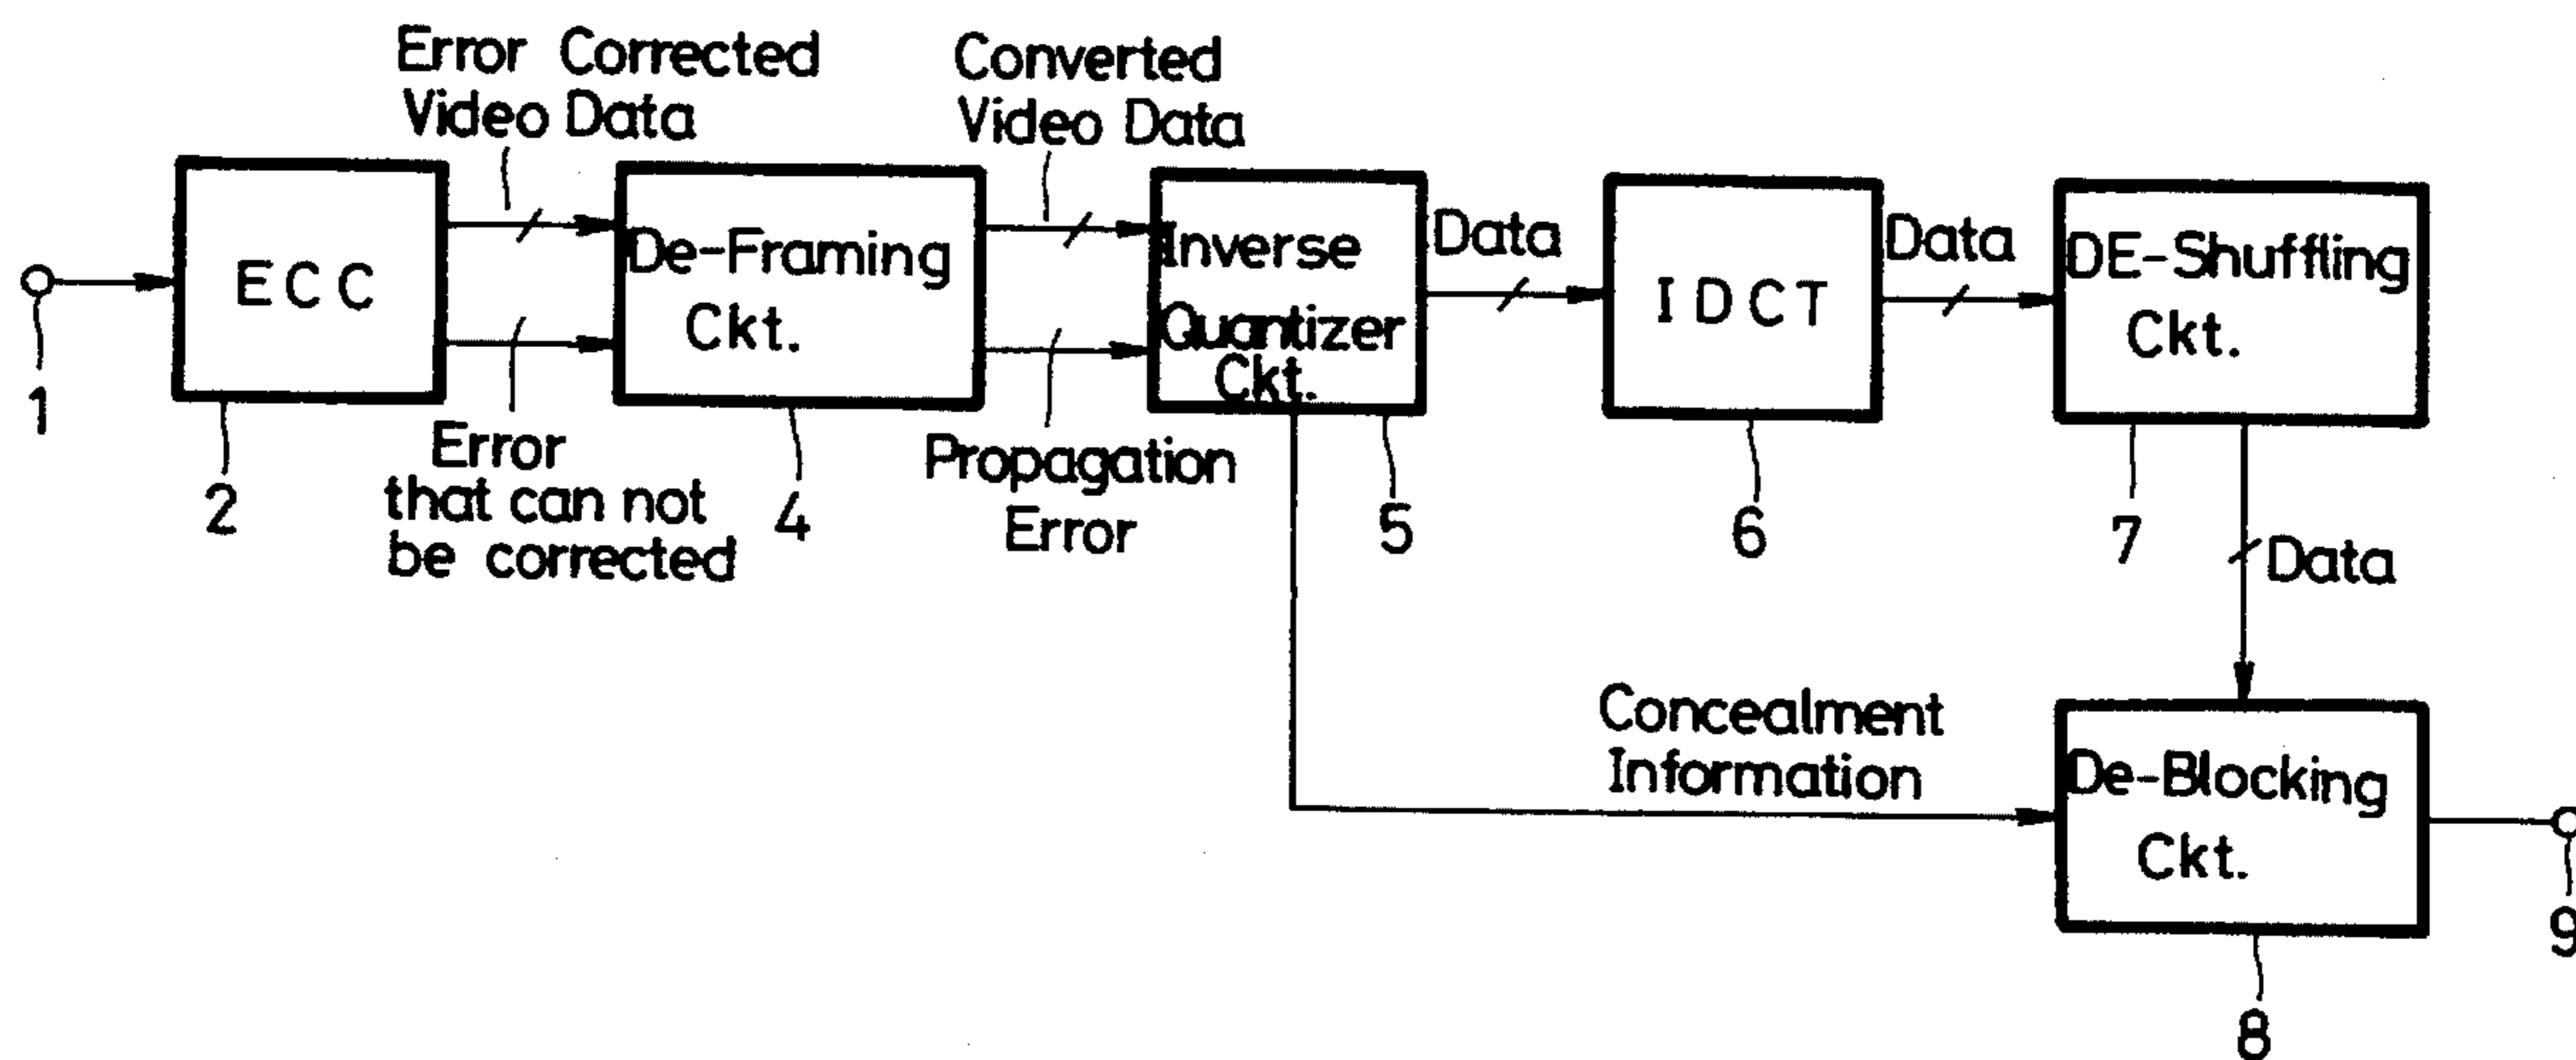 Error Corrected
Video Data
Converted
Video Data
ECC
De-Framing
Ckt.
Inverse
Quantizer
Ckt.
Data
IDCT
Data
DE-Shuffling
Ckt.
1
2
Error
that can not
be corrected
4
Propagation
Error
5
6
7
Data
Concealment
Information
De-Blocking
Ckt.
9
8